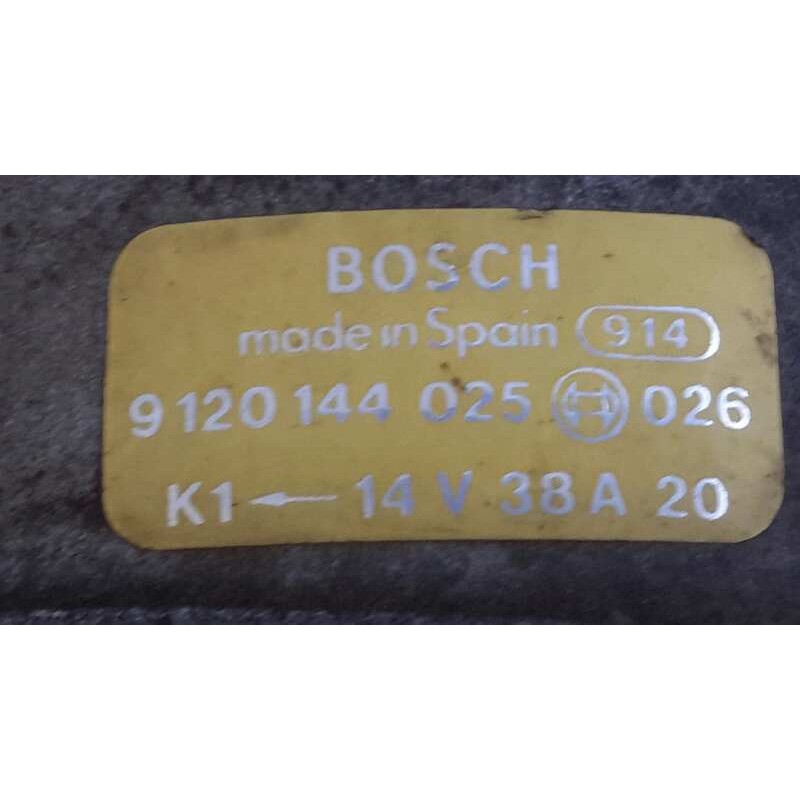 BOSCH
made in Spain 914
9 120 144 025 026
K1 ← 14 V 38 A 20